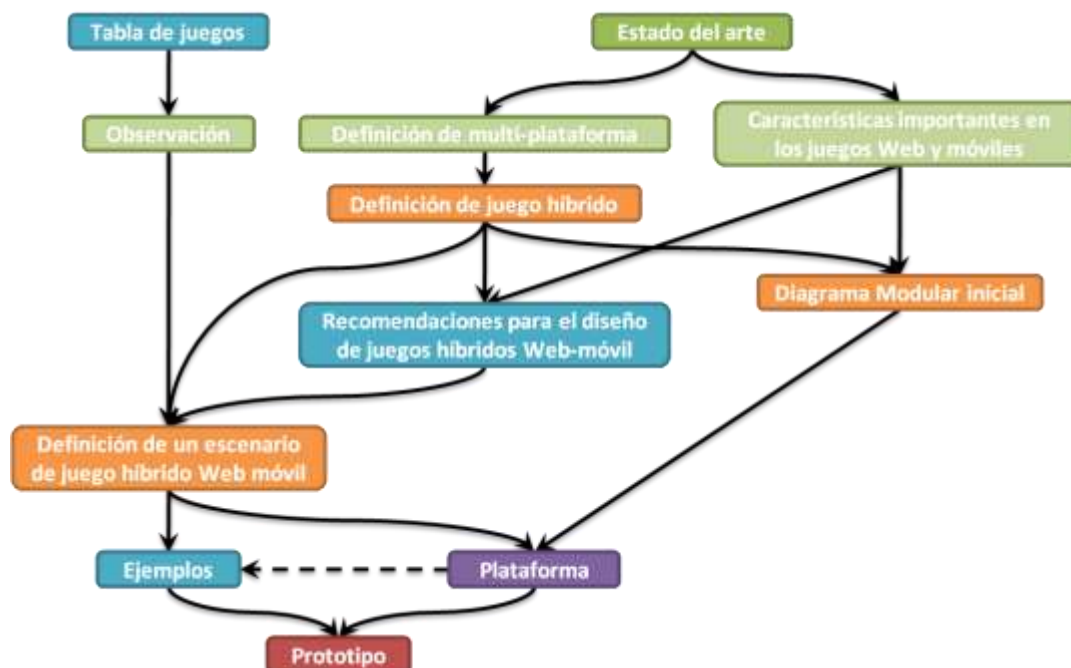 Tabla de juegos
Estado del arte
Observación
Definición de multi-plataforma
Características importantes en
los juegos Web y móviles
Definición de juego híbrido
Diagrama Modular inicial
Recomendaciones para el diseño
de juegos híbridos Web-móvil
Definición de un escenario
de juego híbrido Web móvil
Ejemplos
Plataforma
Prototipo